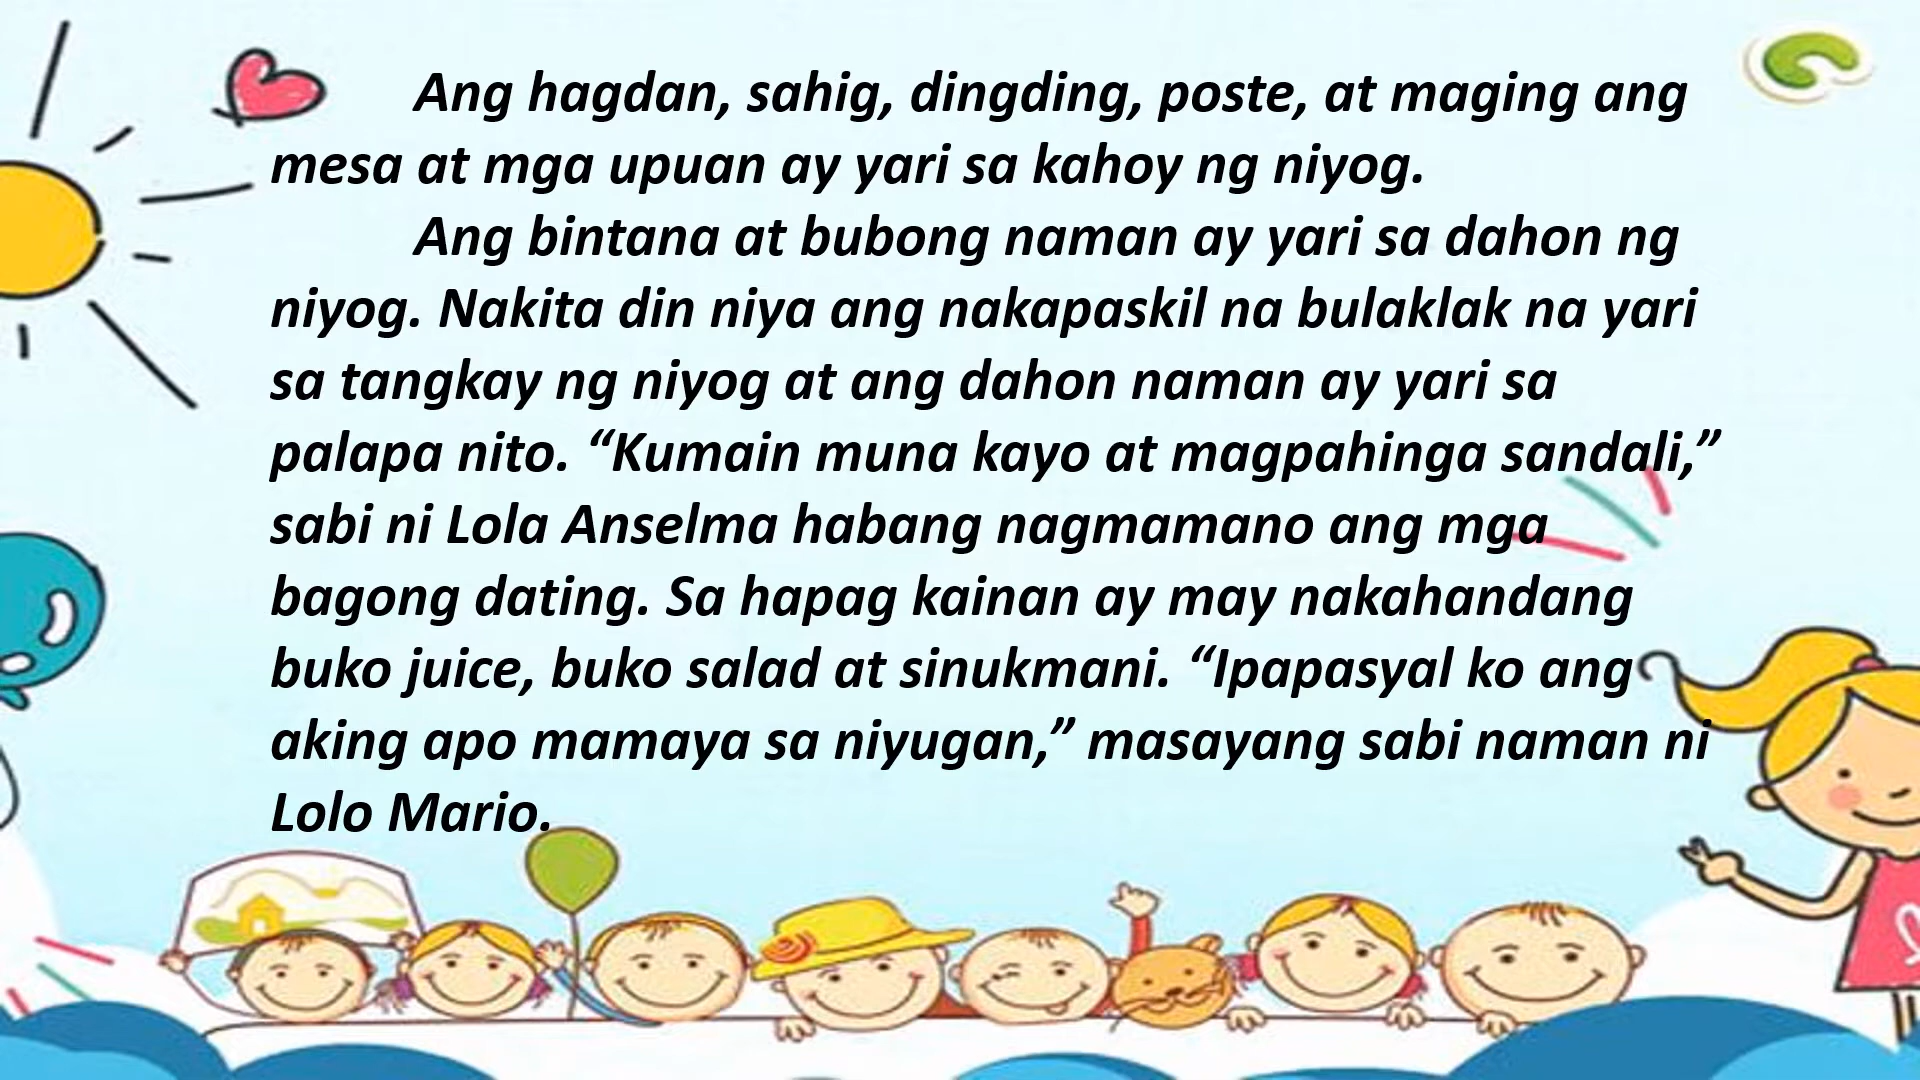 Ang hagdan, sahig, dingding, poste, at maging ang
mesa at mga upuan ay yari sa kahoy ng niyog.
Ang bintana at bubong naman ay yari sa dahon ng
niyog. Nakita din niya ang nakapaskil na bulaklak na yari
sa tangkay ng niyog at ang dahon naman ay yari sa
palapa nito. “Kumain muna kayo at magpahinga sandali,”
sabi ni Lola Anselma habang nagmamano ang mga
bagong dating. Sa hapag kainan ay may nakahandang
buko juice, buko salad at sinukmani. “Ipapasyal ko ang
aking apo mamaya sa niyugan,” masayang sabi naman ni
Lolo Mario.